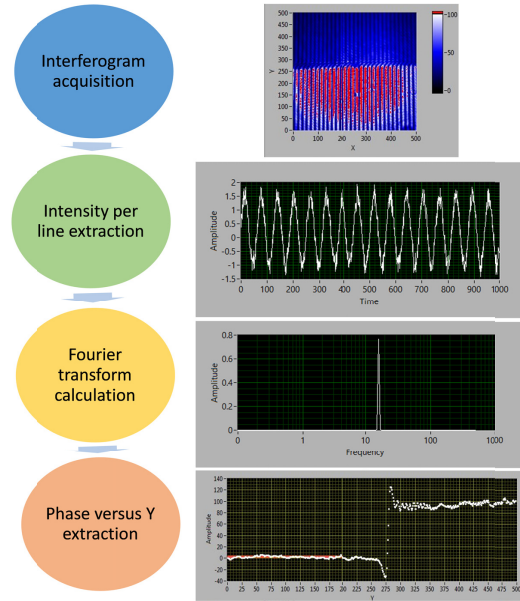 Interferogram
acquisition
500
450
400
350
300
250
200
150
100
50
0
Y
0 100 200 300 400 500
X
100
50
0
Intensity per
line extraction
2
1.5
1
0.5
0
-0.5
-1
-1.5
Amplitude
0 100 200 300 400 500 600 700 800 900 1000
Time
Fourier
transform
calculation
0.8
0.6
0.4
0.2
0
Amplitude
0 1 10 100 1000
Frequency
Phase versus Y
extraction
140
120
100
80
60
40
20
0
-20
-40
Amplitude
0 25 50 75 100 125 150 175 200 225 250 275 300 325 350 375 400 425 450 475 500
Y